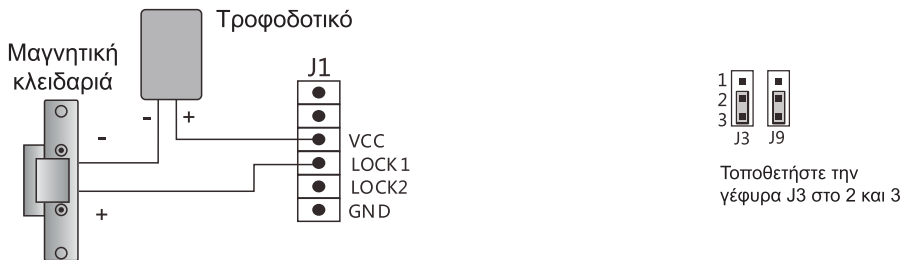 Τροφοδοτικό
Μαγνητική
κλειδαριά
J1
- +
-
+
VCC
LOCK1
LOCK2
GND
1
2
3
J3 J9
Τοποθετήστε την
γέφυρα J3 στο 2 και 3